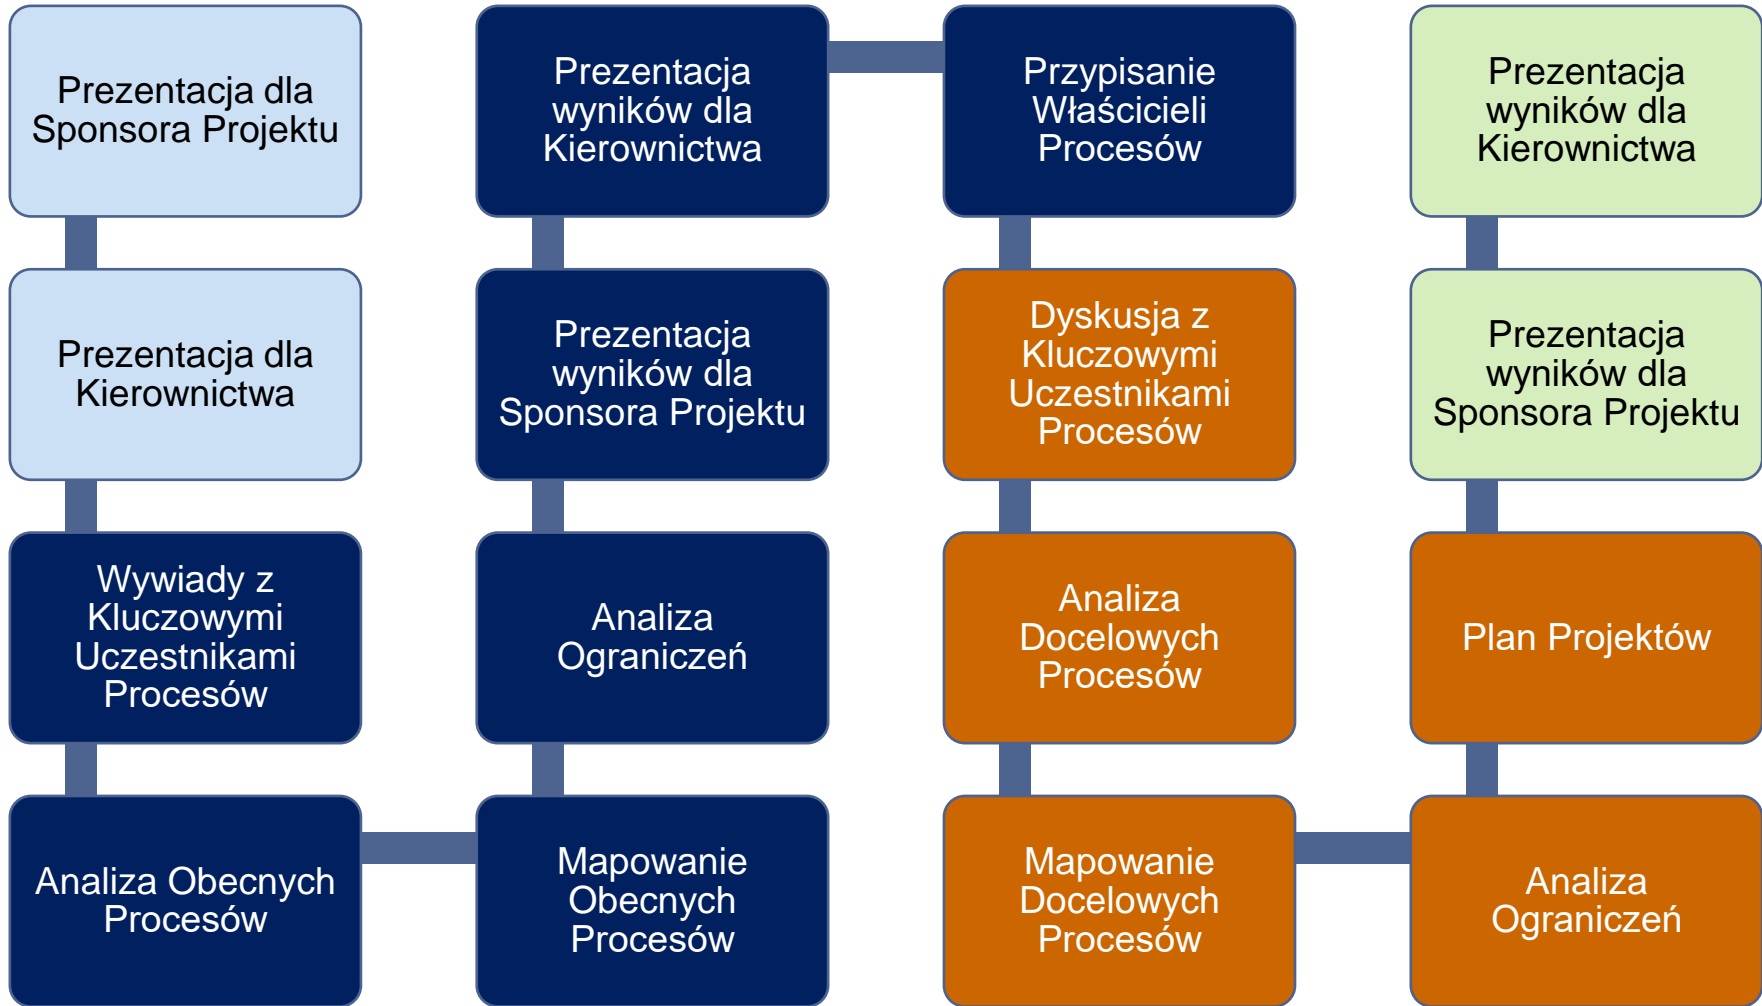 Prezentacja dla
Sponsora Projektu
Prezentacja dla
Kierownictwa
Wywiady z
Kluczowymi
Uczestnikami
Procesów
Analiza Obecnych
Procesów
Mapowanie
Obecnych
Procesów
Analiza
Ograniczeń
Prezentacja
wyników dla
Sponsora Projektu
Prezentacja
wyników dla
Kierownictwa
Przypisanie
Właścicieli
Procesów
Dyskusja z
Kluczowymi
Uczestnikami
Procesów
Analiza
Docelowych
Procesów
Mapowanie
Docelowych
Procesów
Analiza
Ograniczeń
Plan Projektów
Prezentacja
wyników dla
Sponsora Projektu
Prezentacja
wyników dla
Kierownictwa